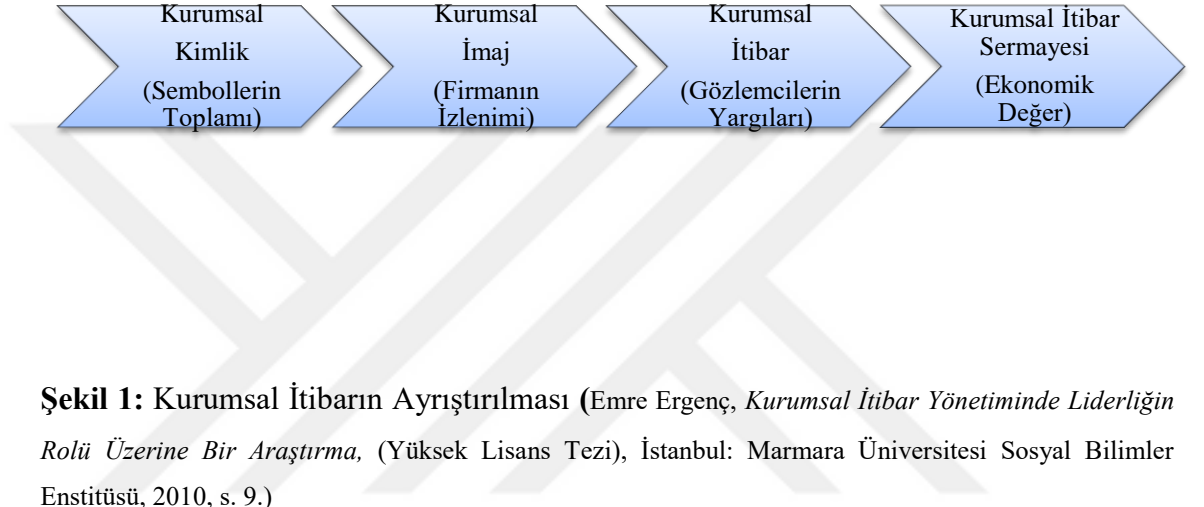 Kurumsal
Kimlik
(Sembollerin
Toplamı)
Kurumsal
İmaj
(Firmanın
İzlenimi)
Kurumsal
İtibar
(Gözlemcilerin
Yargıları)
Kurumsal İtibar
Sermayesi
(Ekonomik
Değer)
Şekil 1: Kurumsal İtibarın Ayrıştırılması (Emre Ergenç, Kurumsal İtibar Yönetiminde Liderliğin
Rolü Üzerine Bir Araştırma, (Yüksek Lisans Tezi), İstanbul: Marmara Üniversitesi Sosyal Bilimler
Enstitüsü, 2010, s. 9.)